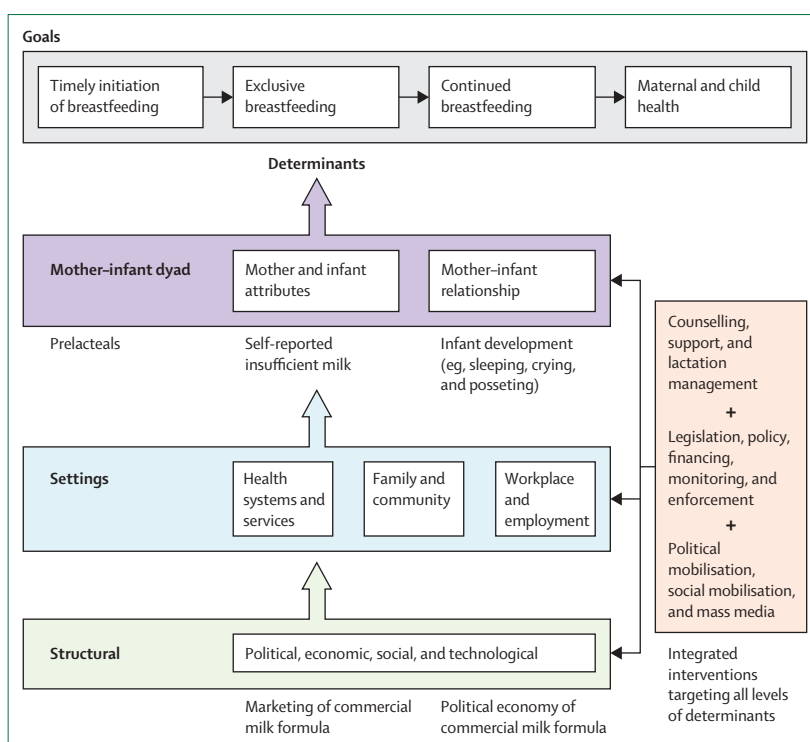 Goals
Timely initiation
of breastfeeding
Exclusive
breastfeeding
Continued
breastfeeding
Maternal and child
health
Determinants
Mother–infant dyad
Mother and infant
attributes
Mother–infant
relationship
Prelacteals
Self-reported
insufficient milk
Infant development
(eg, sleeping, crying,
and posseting)
Settings
Health
systems and
services
Family and
community
Workplace
and
employment
Structural
Political, economic, social, and technological
Marketing of commercial
milk formula
Political economy of
commercial milk formula
Counselling,
support, and
lactation
management
+
Legislation, policy,
financing,
monitoring, and
enforcement
+
Political
mobilisation,
social mobilisation,
and mass media
Integrated
interventions
targeting all levels
of determinants